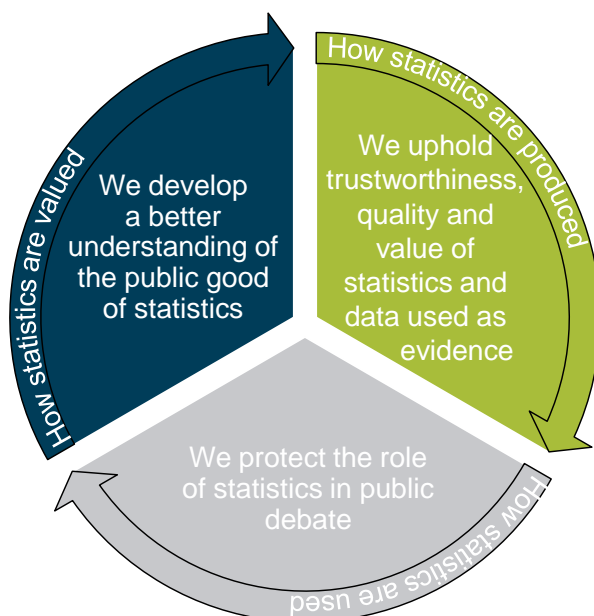 How statistics are produced
We uphold
trustworthiness,
quality and
value of
statistics and
data used as
evidence
How statistics are used
We protect the role
of statistics in public
debate
How statistics are valued
We develop
a better
understanding of
the public good
of statistics